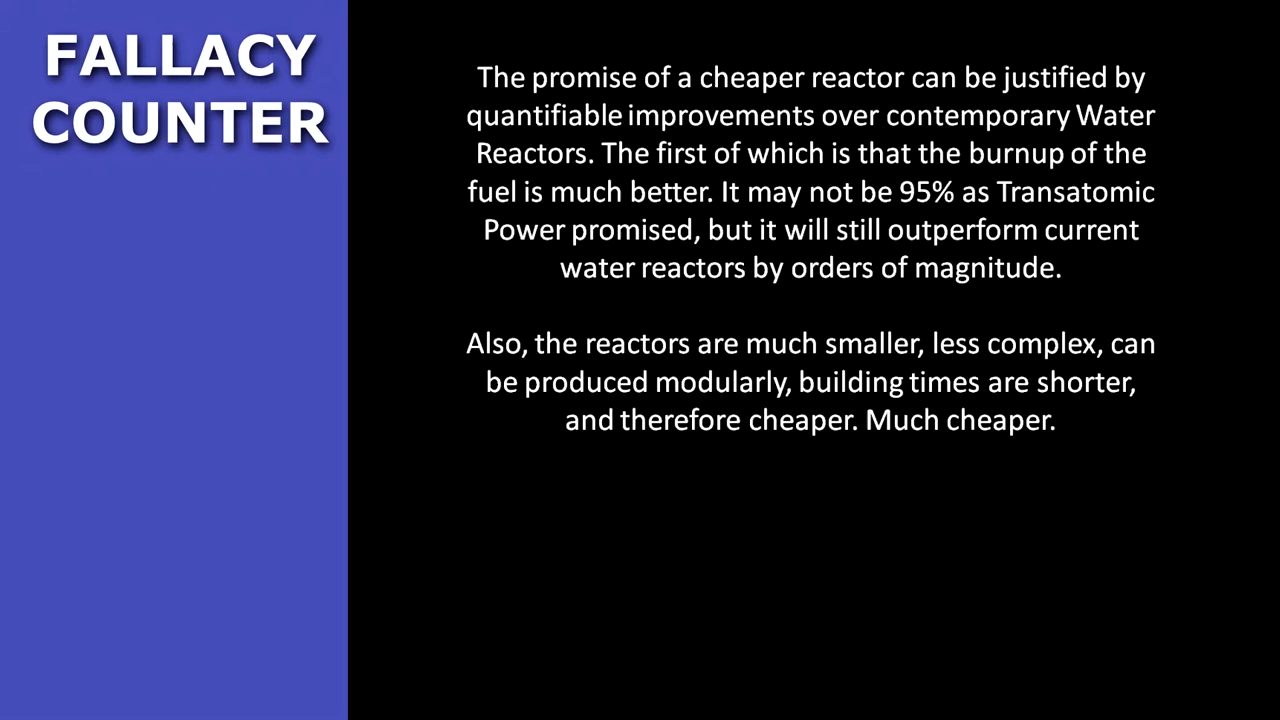 FALLACY
COUNTER
The promise of a cheaper reactor can be justified by
quantifiable improvements over contemporary Water
Reactors. The first of which is that the burnup of the
fuel is much better. It may not be 95% as Transatomic
Power promised, but it will still outperform current
water reactors by orders of magnitude.
Also, the reactors are much smaller, less complex, can
be produced modularly, building times are shorter,
and therefore cheaper. Much cheaper.